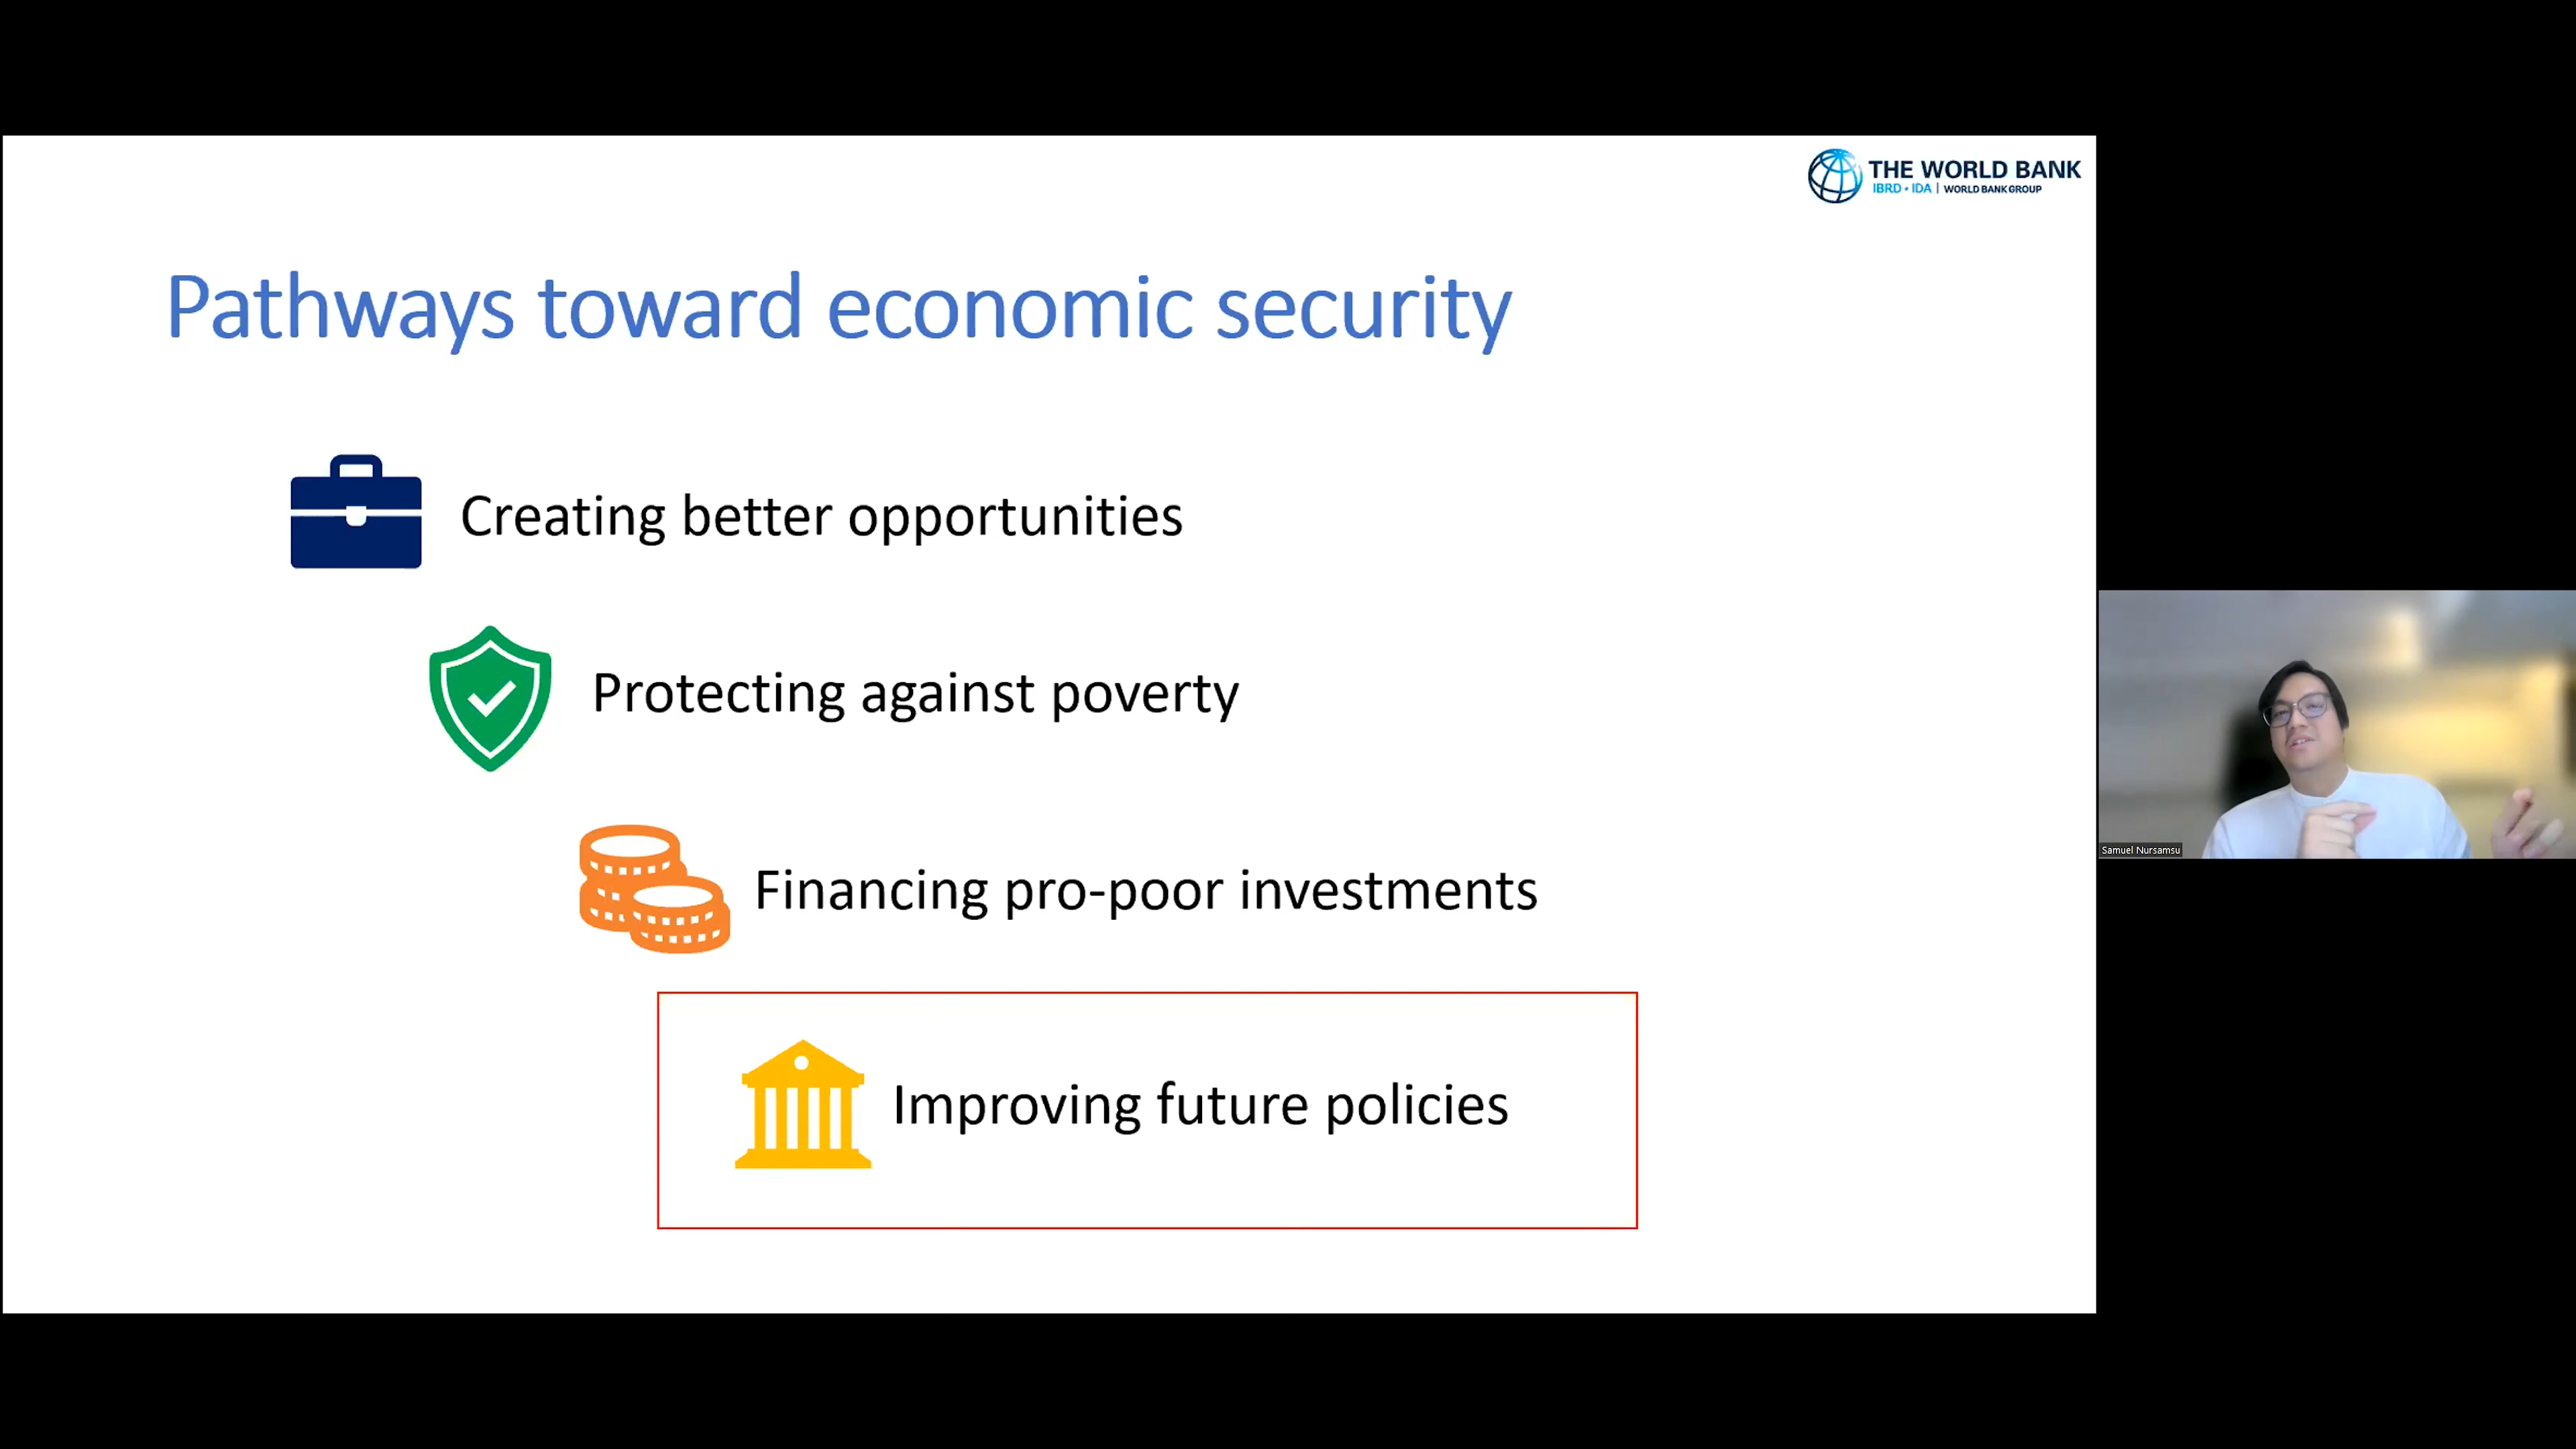 THE WORLD BANK
IBRD • IDA | WORLD BANK GROUP
Pathways toward economic security
Creating better opportunities
Protecting against poverty
Financing pro-poor investments
Improving future policies
Samuel Nursamsu